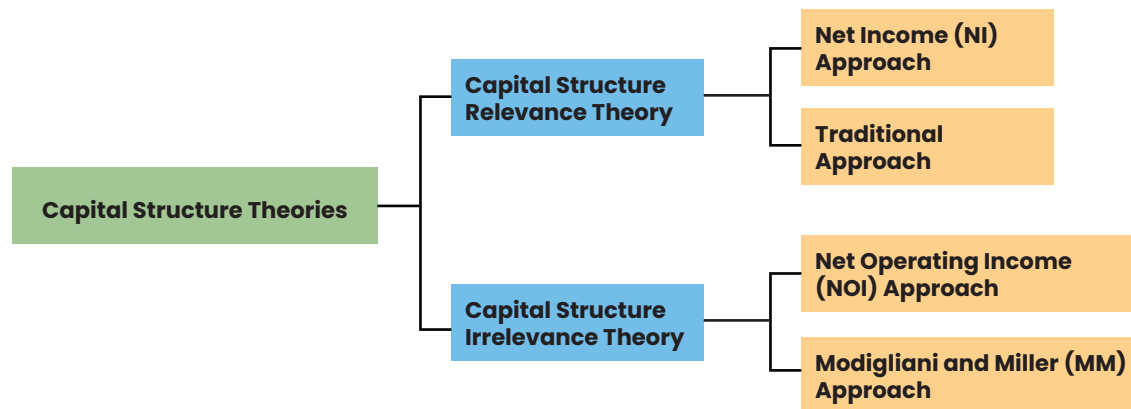 Capital Structure Theories
Capital Structure
Relevance Theory
Net Income (NI)
Approach
Traditional
Approach
Capital Structure
Irrelevance Theory
Net Operating Income
(NOI) Approach
Modigliani and Miller (MM)
Approach